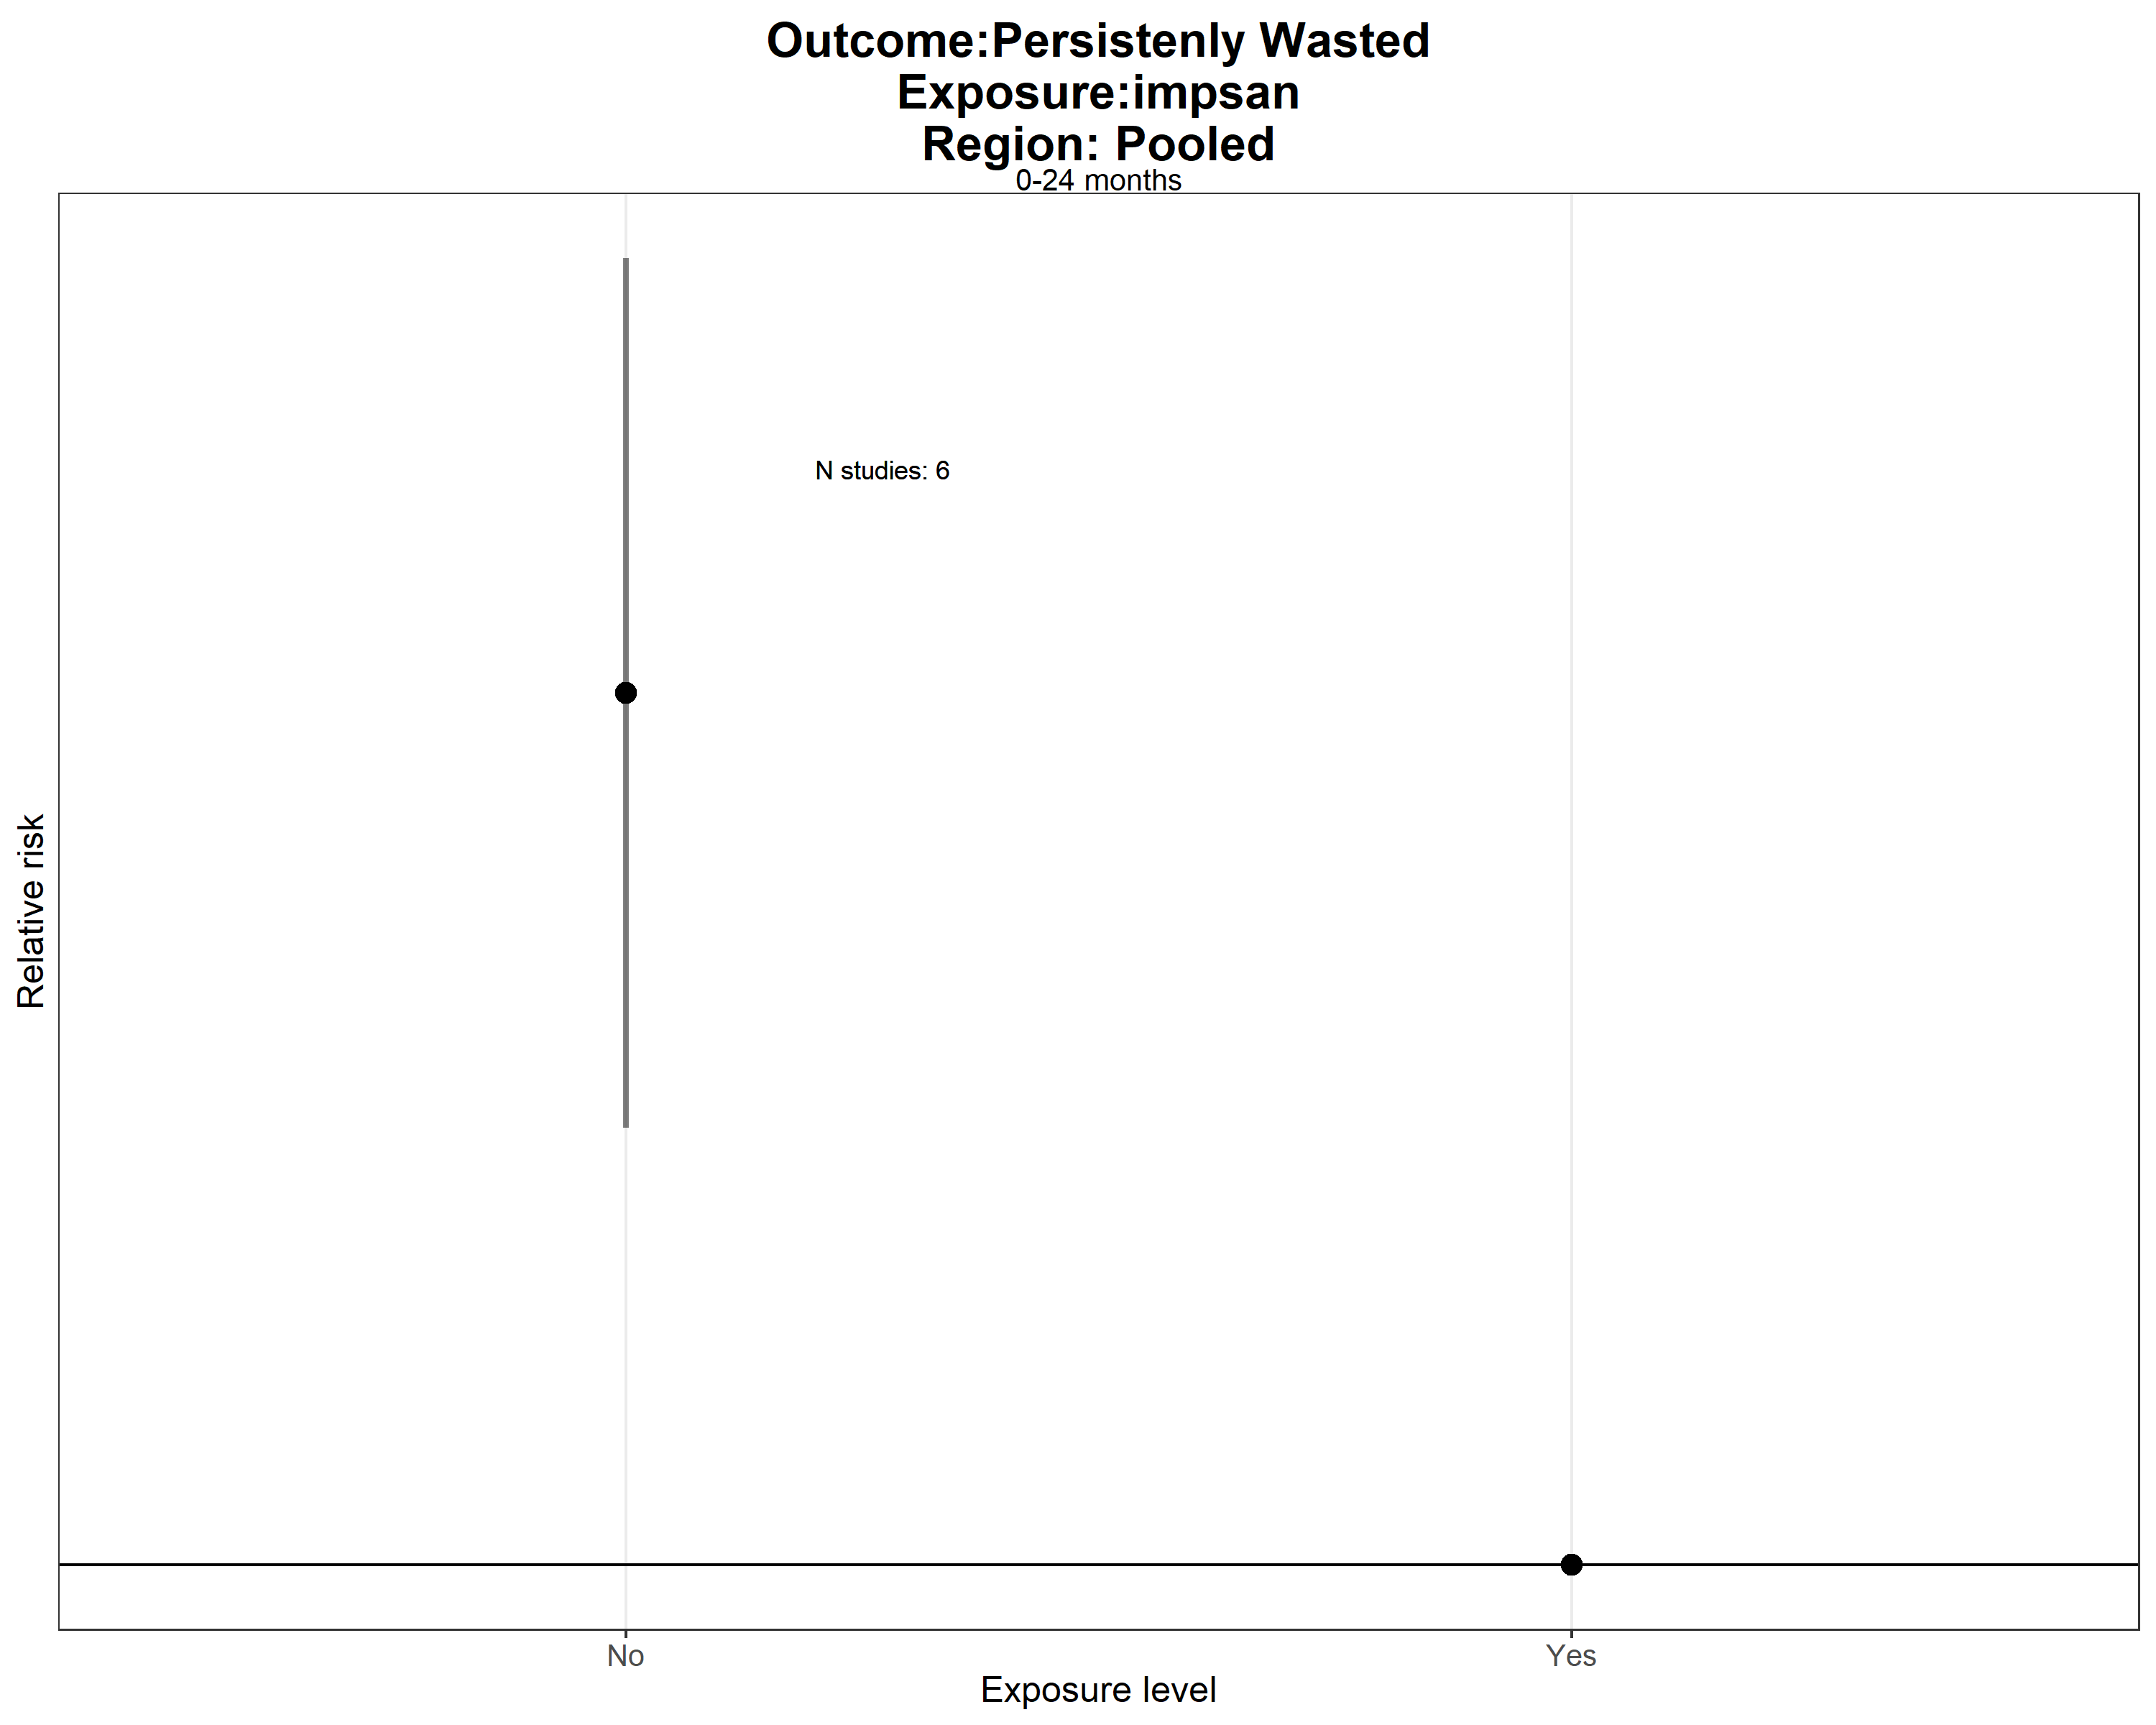 Outcome:Persistenly Wasted
Exposure:impsan
Region: Pooled
0-24 months
N studies: 6
Relative risk
No
Yes
Exposure level